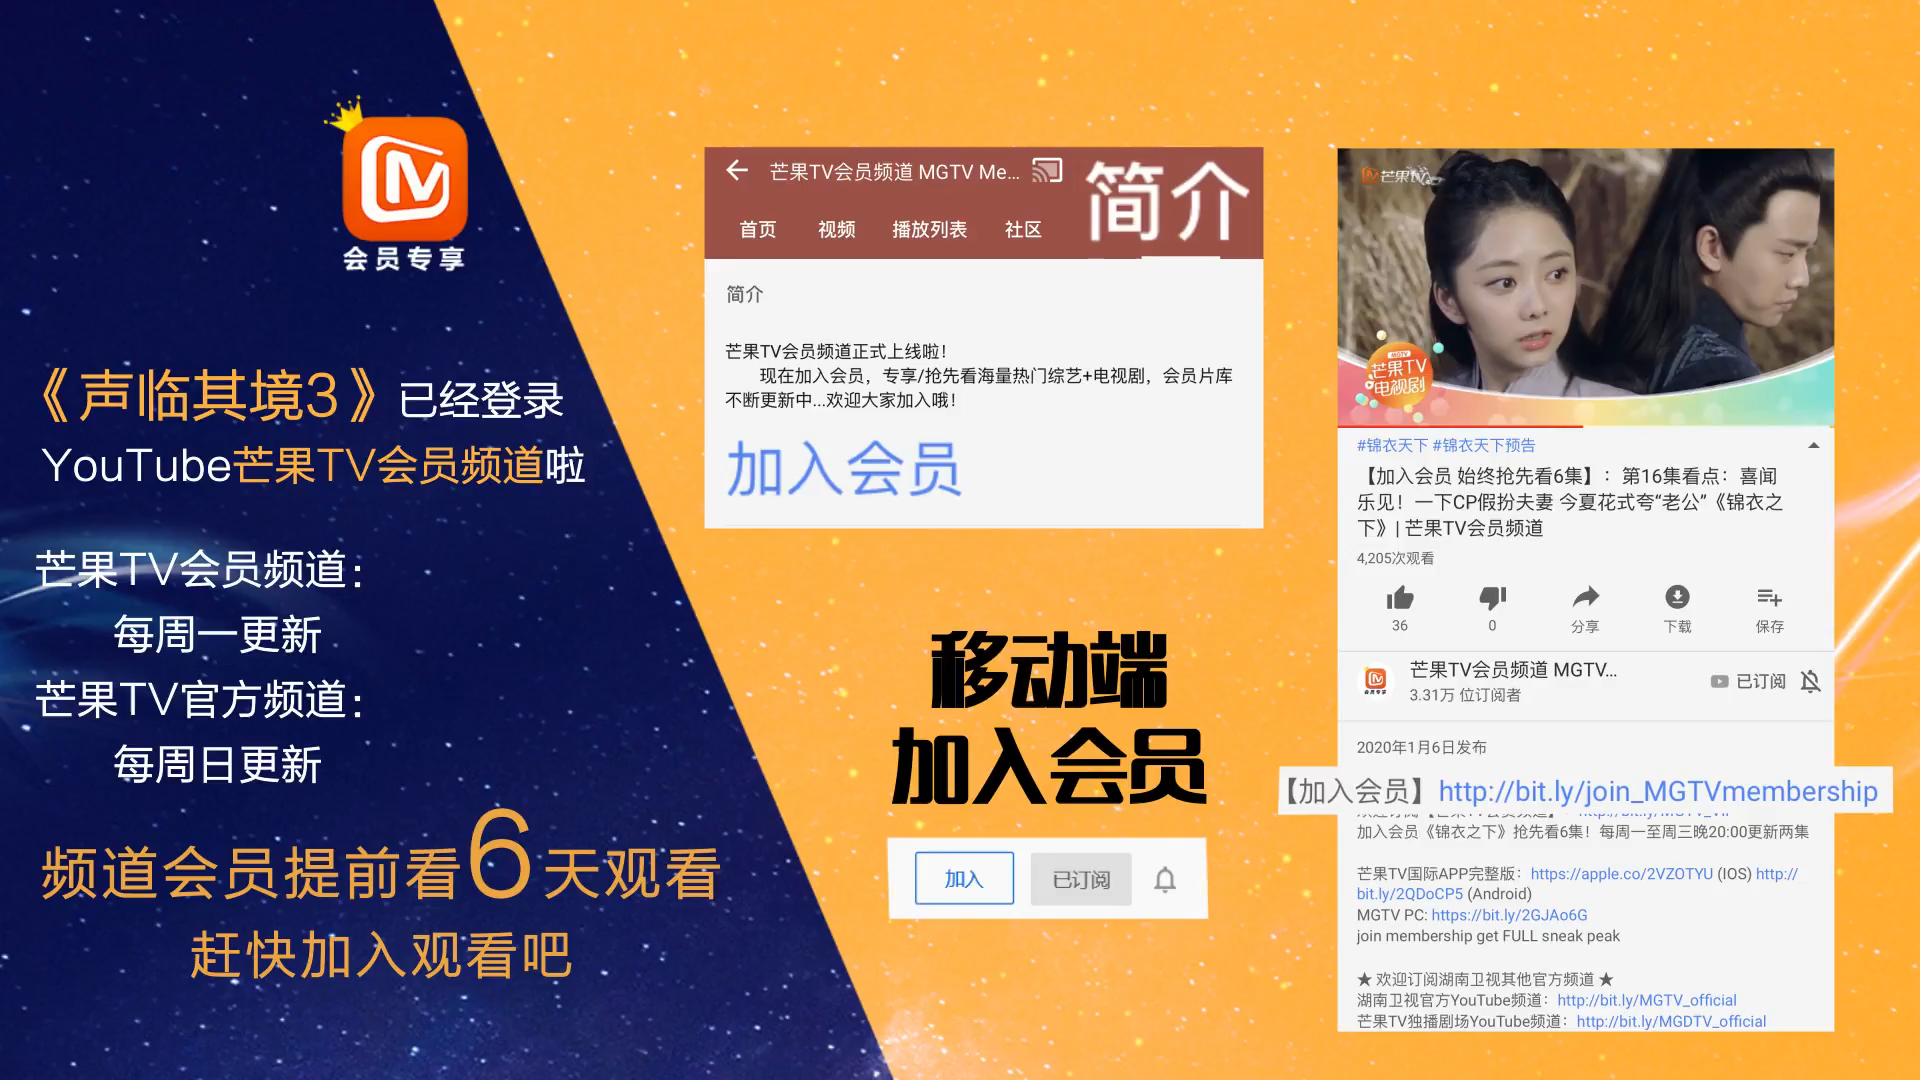 会员专享
《声临其境3》已经登录
YouTube芒果TV会员频道啦
芒果TV会员频道：
每周一更新
芒果TV官方频道：
每周日更新
频道会员提前看6天观看
赶快加入观看吧
芒果TV会员频道 MGTV Me...
首页 视频 播放列表 社区 简介
简介
芒果TV会员频道正式上线啦！
现在加入会员，专享/抢先看海量热门综艺+电视剧，会员片库
不断更新中...欢迎大家加入哦！
加入会员
移动端
加入会员
加入 已订阅
芒果TV
MGTV
芒果TV
电视剧
#锦衣天下 #锦衣天下预告
【加入会员 始终抢先看6集】：第16集看点：喜闻
乐见！一下CP假扮夫妻 今夏花式夸“老公”《锦衣之
下》| 芒果TV会员频道
4,205次观看
36 0 分享 下载 保存
芒果TV会员频道 MGTV...
会员专享
已订阅
3.31万 位订阅者
2020年1月6日发布
【加入会员】http://bit.ly/join_MGTVmembership
加入会员《锦衣之下》抢先看6集！每周一至周三晚20:00更新两集
芒果TV国际APP完整版：https://apple.co/2VZOTYU (IOS) http://
bit.ly/2QDoCP5 (Android)
MGTV PC: https://bit.ly/2GJAo6G
join membership get FULL sneak peak
★ 欢迎订阅湖南卫视其他官方频道 ★
湖南卫视官方YouTube频道：http://bit.ly/MGTV_official
芒果TV独播剧场YouTube频道：http://bit.ly/MGDTV_official